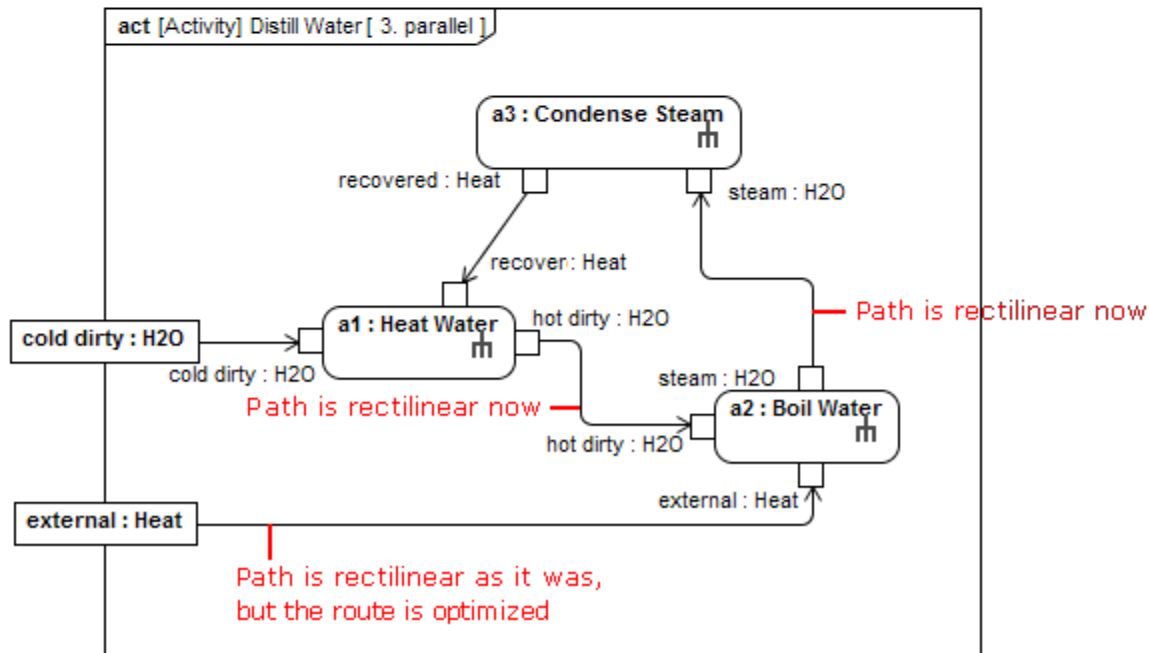 act [Activity] Distill Water [ 3. parallel ]
a3 : Condense Steam
recovered : Heat
steam : H2O
recover : Heat
hot dirty : H2O
Path is rectilinear now
a1 : Heat Water
cold dirty : H2O
cold dirty : H2O
steam : H2O
Path is rectilinear now
a2 : Boil Water
hot dirty : H2O
external : Heat
external : Heat
Path is rectilinear as it was,
but the route is optimized